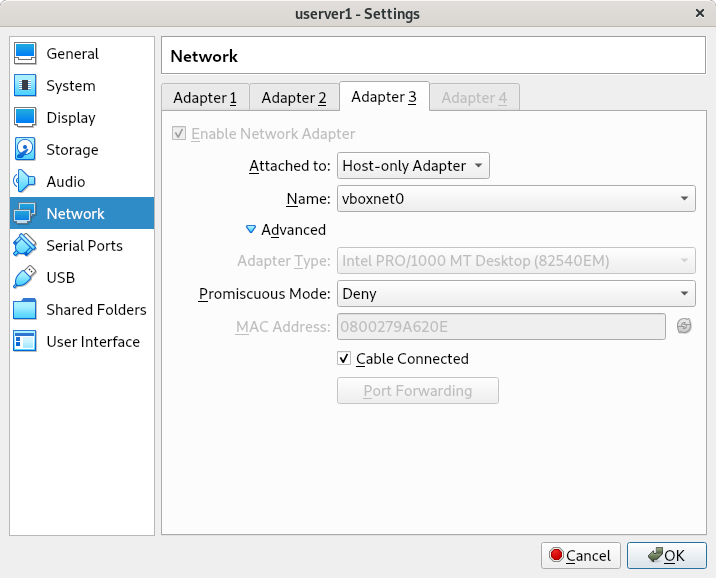 userver1 - Settings
General
System
Display
Storage
Audio
Network
Serial Ports
USB
Shared Folders
User Interface
Network
Adapter 1 Adapter 2 Adapter 3 Adapter 4
Enable Network Adapter
Attached to: Host-only Adapter
Name: vboxnet0
Advanced
Adapter Type: Intel PRO/1000 MT Desktop (82540EM)
Promiscuous Mode: Deny
MAC Address: 0800279A620E
Cable Connected
Port Forwarding
Cancel OK